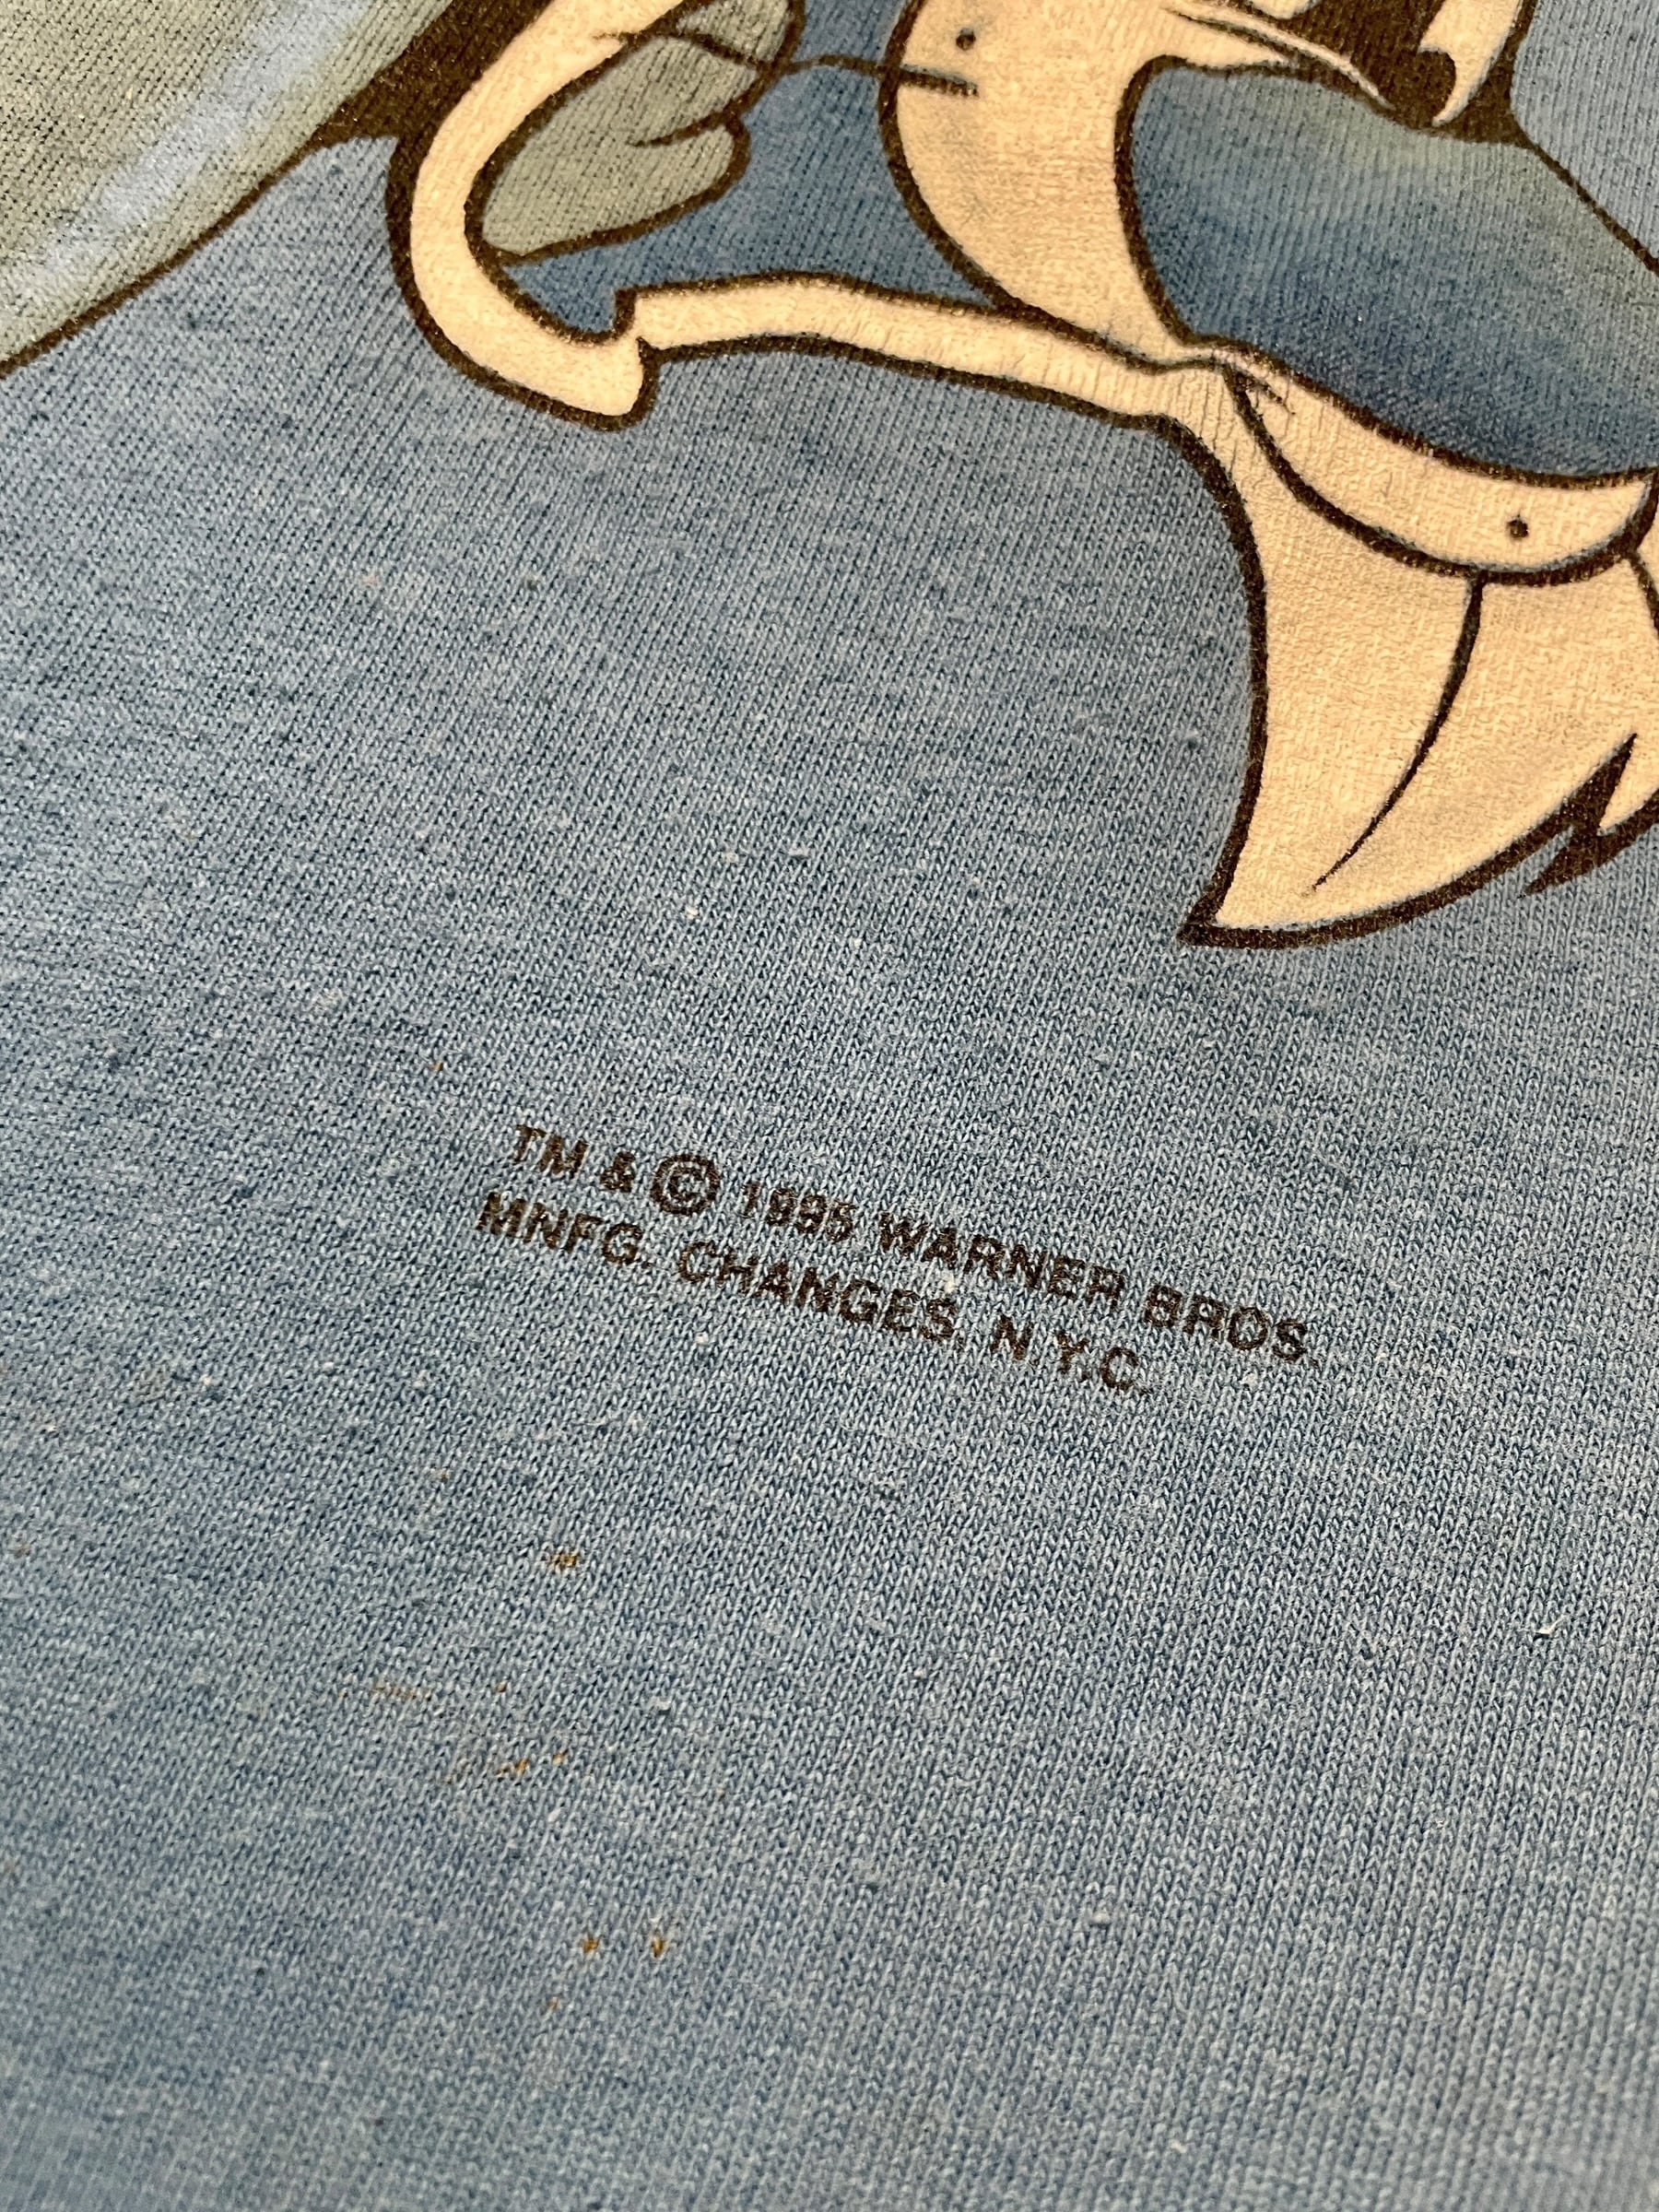 TM & © 1995 WARNER BROS.
MNFG. CHANGES, N.Y.C.